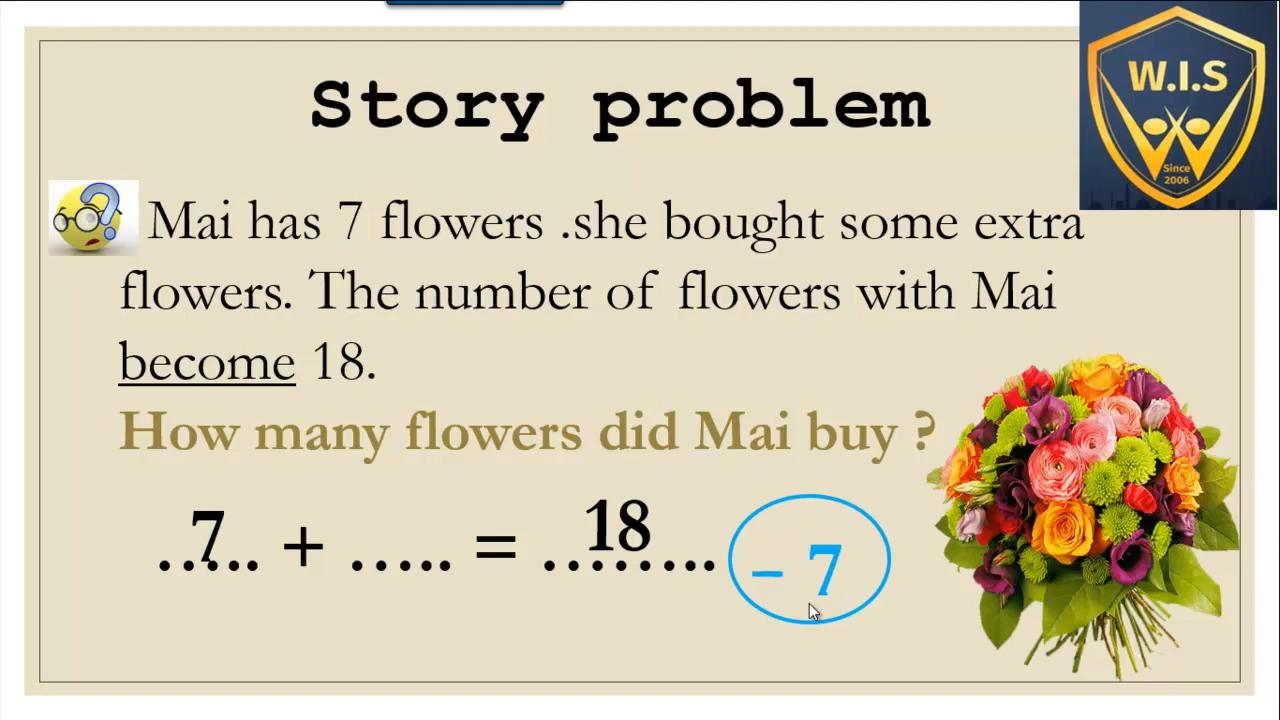 Story problem
W.I.S
Since
2006
Mai has 7 flowers .she bought some extra
flowers. The number of flowers with Mai
become 18.
How many flowers did Mai buy ?
..7... + ..... = ...18..... – 7